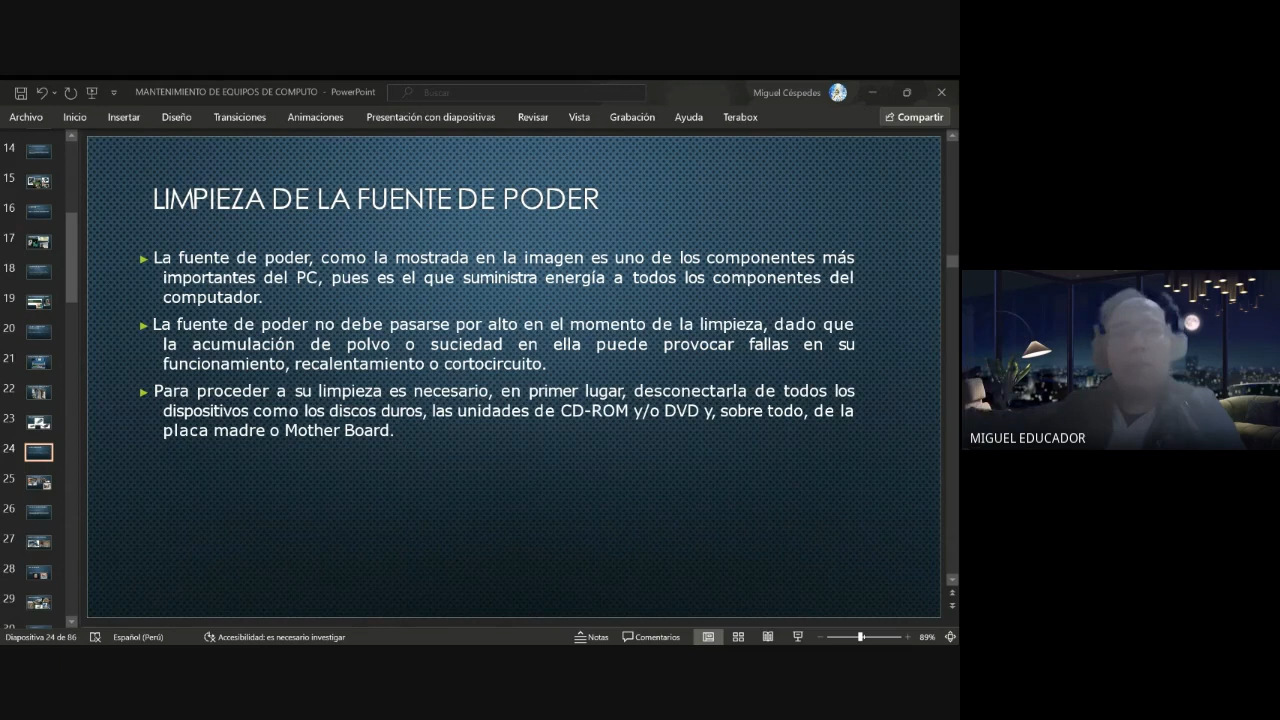 MANTENIMIENTO DE EQUIPOS DE COMPUTO - PowerPoint
Buscar
Miguel Céspedes
Archivo Inicio Insertar Diseño Transiciones Animaciones Presentación con diapositivas Revisar Vista Grabación Ayuda Terabox Compartir
14
15
16
17
18
19
20
21
22
23
24
25
26
27
28
29
30
LIMPIEZA DE LA FUENTE DE PODER
La fuente de poder, como la mostrada en la imagen es uno de los componentes más
importantes del PC, pues es el que suministra energía a todos los componentes del
computador.
La fuente de poder no debe pasarse por alto en el momento de la limpieza, dado que
la acumulación de polvo o suciedad en ella puede provocar fallas en su
funcionamiento, recalentamiento o cortocircuito.
Para proceder a su limpieza es necesario, en primer lugar, desconectarla de todos los
dispositivos como los discos duros, las unidades de CD-ROM y/o DVD y, sobre todo, de la
placa madre o Mother Board.
MIGUEL EDUCADOR
Diapositiva 24 de 86 Español (Perú) Accesibilidad: es necesario investigar Notas Comentarios 89%